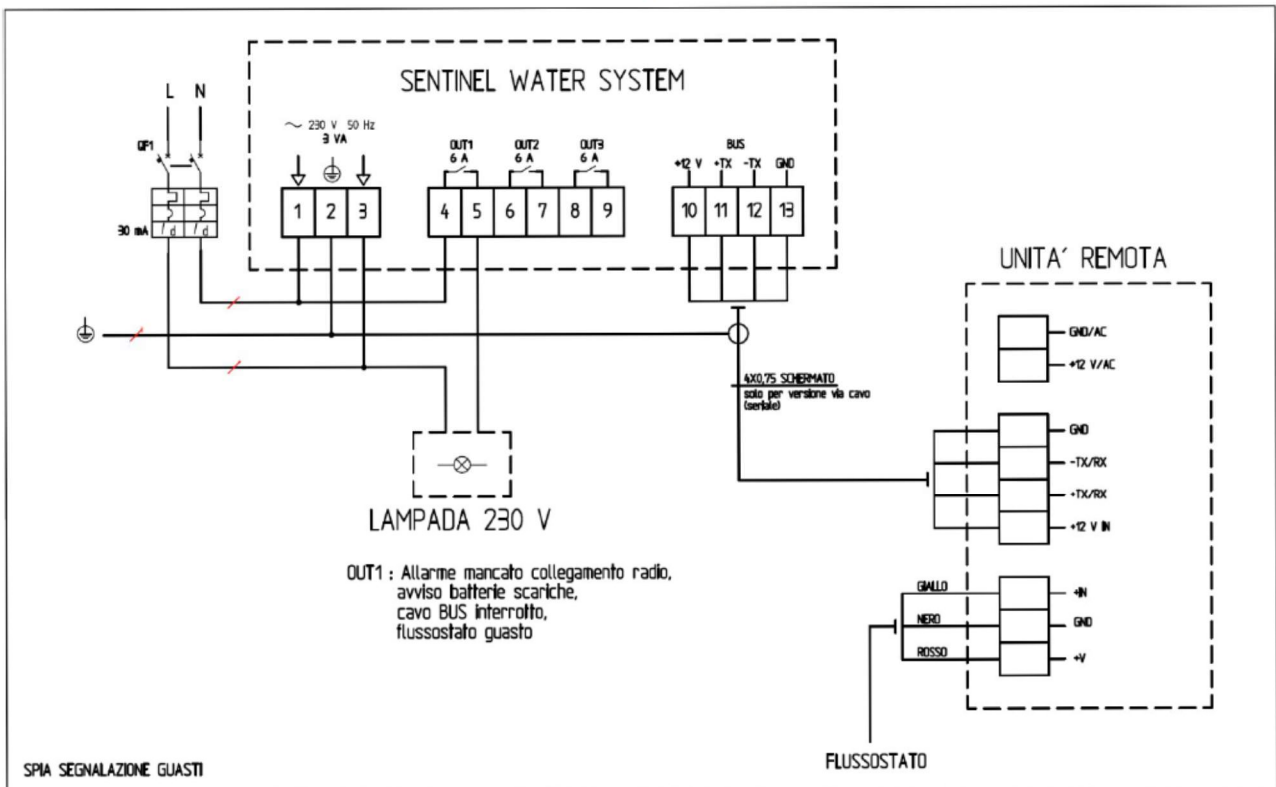 SENTINEL WATER SYSTEM
L N
QF1
30 mA
d d
~ 230 V 50 Hz
3 VA
OUT1
6 A
OUT2
6 A
OUT3
6 A
BUS
+12 V +TX -TX GND
1 2 3
4 5 6 7 8 9
10 11 12 13
UNITA' REMOTA
GND/AC
+12 V/AC
4X0,75 SCHERMATO
solo per versione via cavo
(seriale)
GND
-TX/RX
+TX/RX
+12 V IN
LAMPADA 230 V
OUT1 : Allarme mancato collegamento radio,
avviso batterie scariche,
cavo BUS interrotto,
flussostato guasto
GIALLO
NERO
ROSSO
+IN
GND
+V
FLUSSOSTATO
SPIA SEGNALAZIONE GUASTI